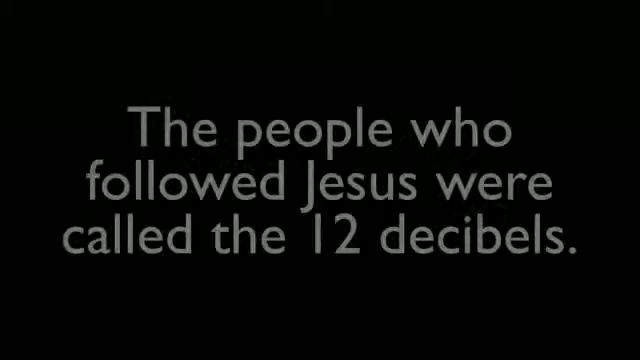 The people who
followed Jesus were
called the 12 decibels.